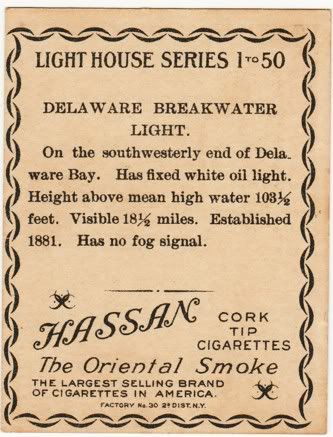 LIGHT HOUSE SERIES 1 TO 50
DELAWARE BREAKWATER
LIGHT.
On the southwesterly end of Dela-
ware Bay. Has fixed white oil light.
Height above mean high water 103½
feet. Visible 18½ miles. Established
1881. Has no fog signal.
HASSAN
CORK
TIP
CIGARETTES
The Oriental Smoke
THE LARGEST SELLING BRAND
OF CIGARETTES IN AMERICA.
FACTORY No. 30 2D DIST. N.Y.